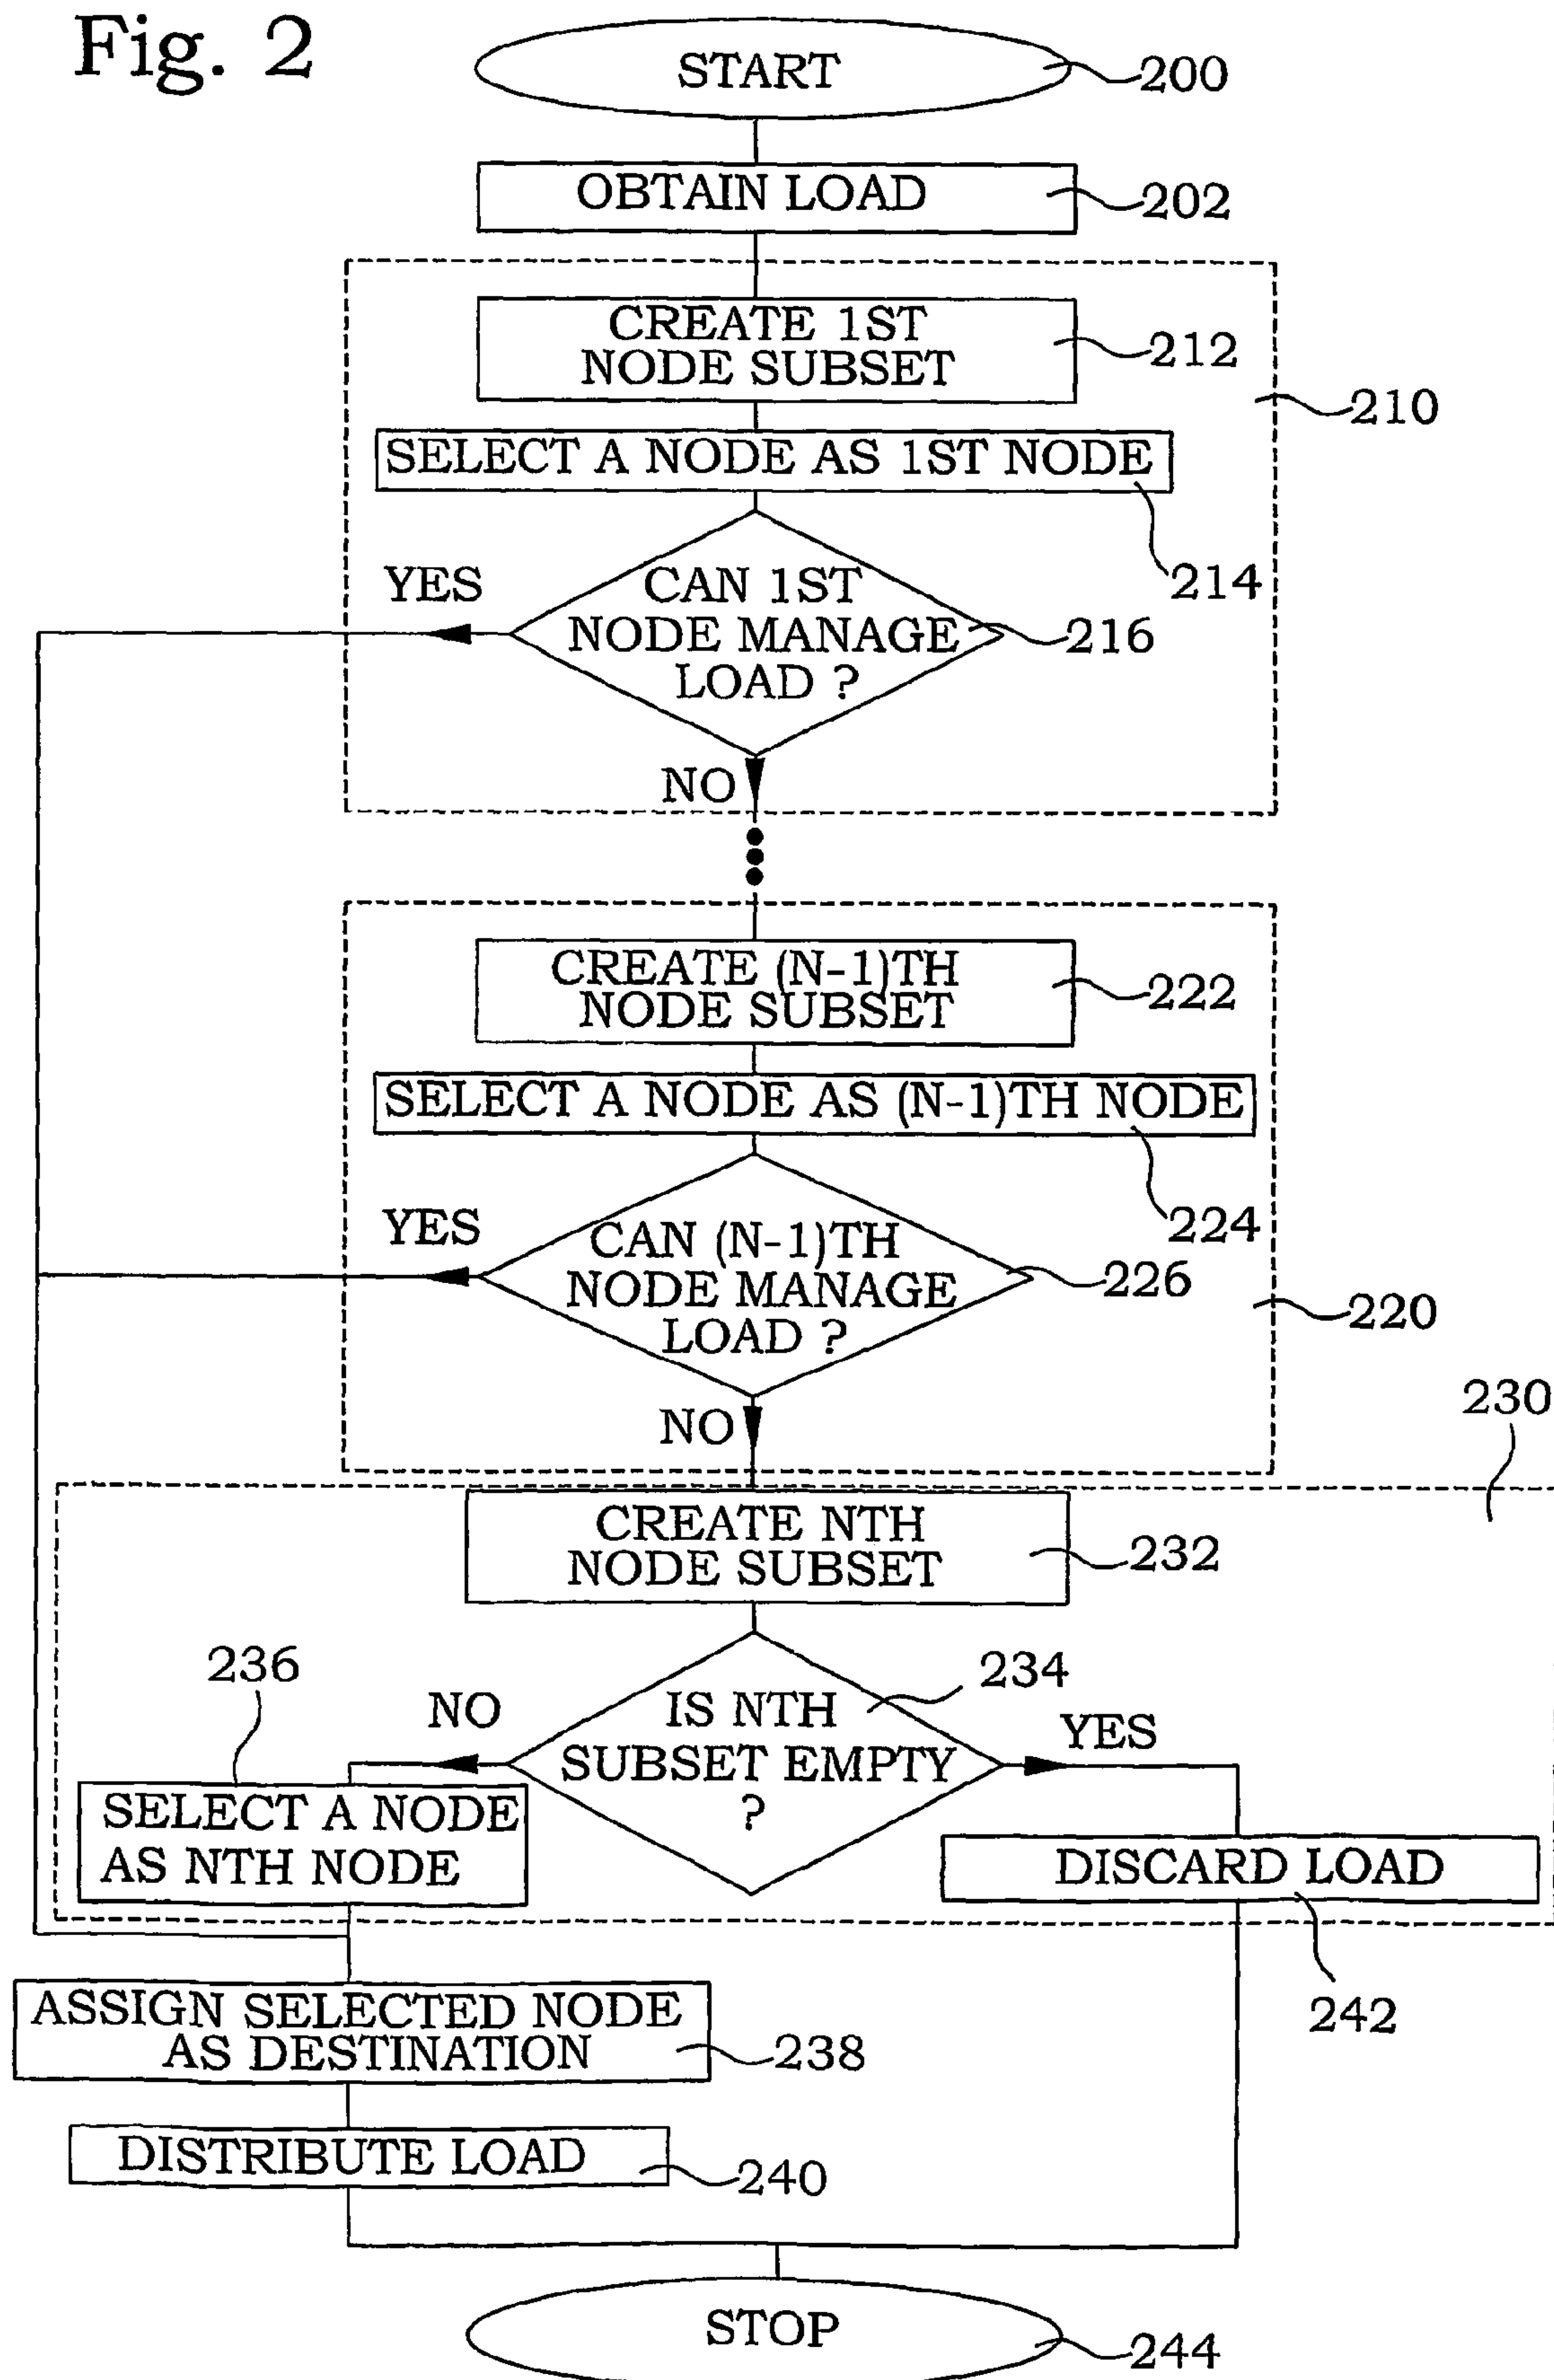 Fig. 2
START
200
OBTAIN LOAD
202
CREATE 1ST
NODE SUBSET
212
210
SELECT A NODE AS 1ST NODE
214
YES
CAN 1ST
NODE MANAGE
LOAD ?
216
NO
CREATE (N-1)TH
NODE SUBSET
222
SELECT A NODE AS (N-1)TH NODE
224
YES
CAN (N-1)TH
NODE MANAGE
LOAD ?
226
220
NO
230
CREATE NTH
NODE SUBSET
232
236
234
NO
IS NTH
SUBSET EMPTY
?
YES
SELECT A NODE
AS NTH NODE
DISCARD LOAD
242
ASSIGN SELECTED NODE
AS DESTINATION
238
DISTRIBUTE LOAD
240
STOP
244